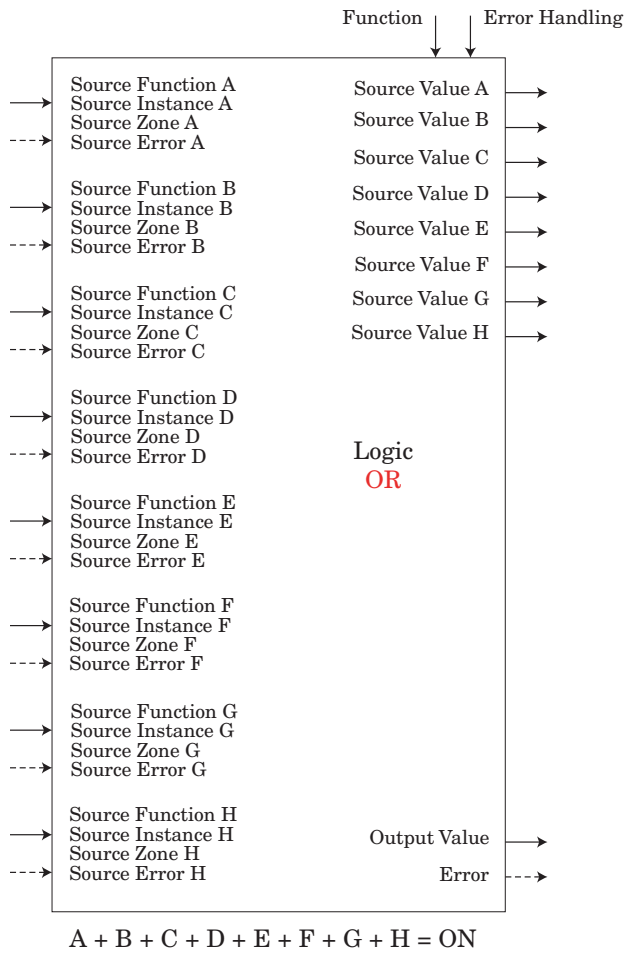 Function Error Handling
Source Function A
Source Instance A
Source Zone A
Source Error A
Source Function B
Source Instance B
Source Zone B
Source Error B
Source Function C
Source Instance C
Source Zone C
Source Error C
Source Function D
Source Instance D
Source Zone D
Source Error D
Source Function E
Source Instance E
Source Zone E
Source Error E
Source Function F
Source Instance F
Source Zone F
Source Error F
Source Function G
Source Instance G
Source Zone G
Source Error G
Source Function H
Source Instance H
Source Zone H
Source Error H
Source Value A
Source Value B
Source Value C
Source Value D
Source Value E
Source Value F
Source Value G
Source Value H
Logic
OR
Output Value
Error
A + B + C + D + E + F + G + H = ON